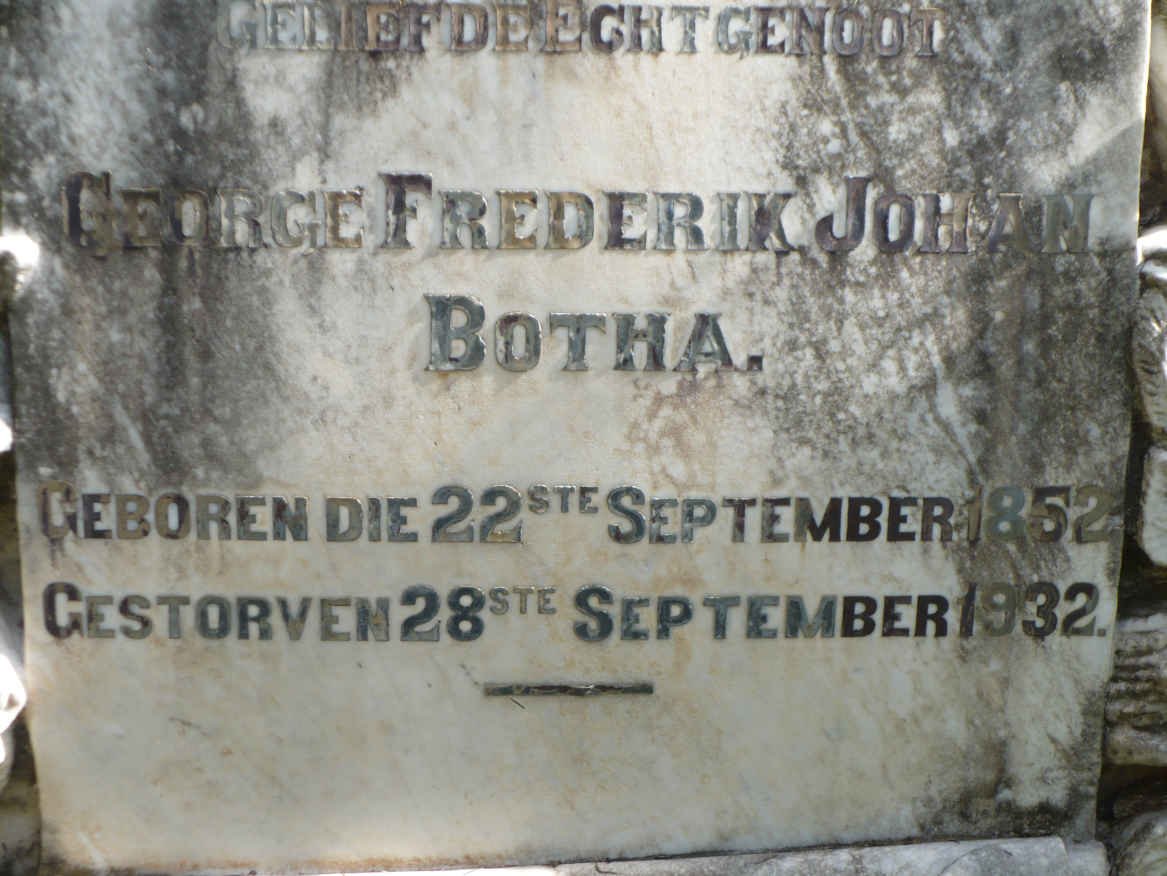 GELIEFDE ECHTGENOOT
GEORGE FREDERIK JOHAN
BOTHA.
GEBOREN DIE 22STE SEPTEMBER 1852
GESTORVEN 28STE SEPTEMBER 1932.